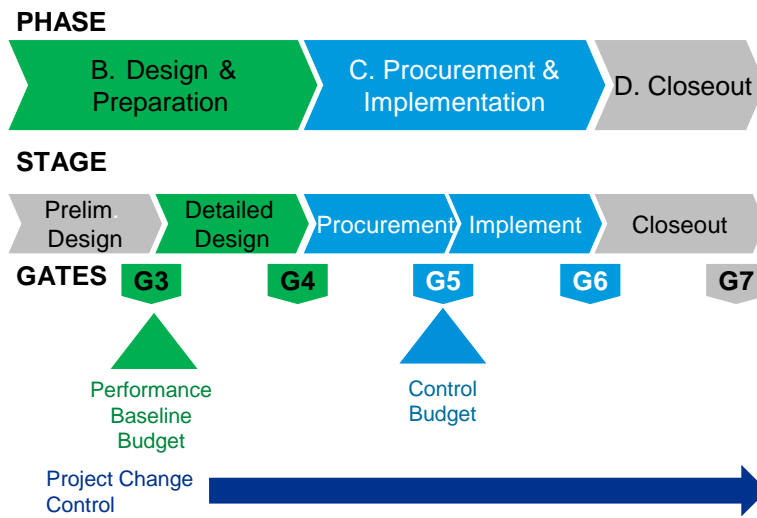 PHASE
B. Design &
Preparation
C. Procurement &
Implementation
D. Closeout
STAGE
Prelim.
Design
Detailed
Design
Procurement
Implement
Closeout
GATES
G3
G4
G5
G6
G7
Performance
Baseline
Budget
Control
Budget
Project Change
Control